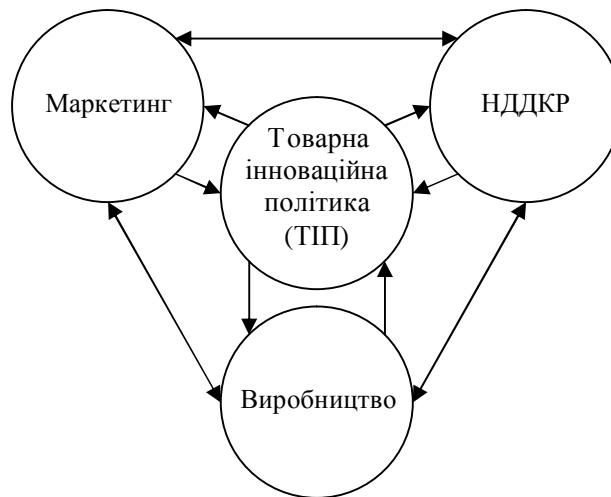 Маркетинг
НДДКР
Товарна
інноваційна
політика
(ТІП)
Виробництво